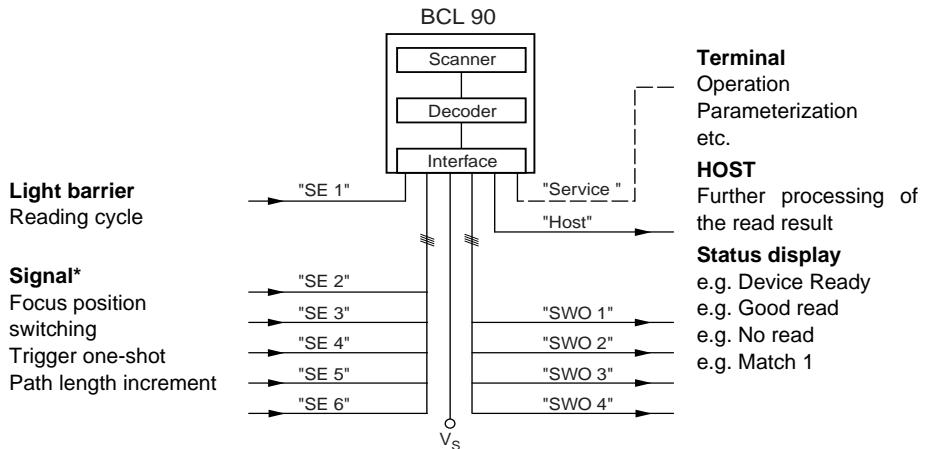 BCL 90
Scanner
Decoder
Interface
Light barrier
Reading cycle
Signal*
Focus position
switching
Trigger one-shot
Path length increment
"SE 1"
"SE 2"
"SE 3"
"SE 4"
"SE 5"
"SE 6"
VS
"Service "
"Host"
"SWO 1"
"SWO 2"
"SWO 3"
"SWO 4"
Terminal
Operation
Parameterization
etc.
HOST
Further processing of
the read result
Status display
e.g. Device Ready
e.g. Good read
e.g. No read
e.g. Match 1